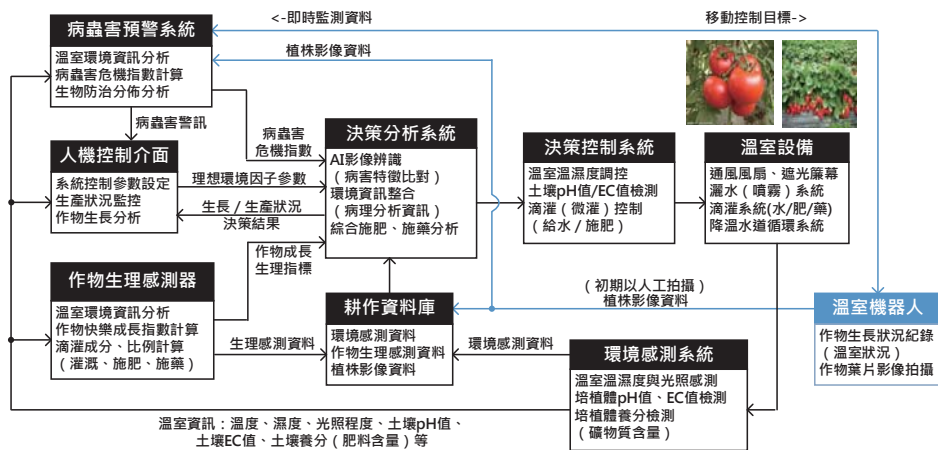 <-即時監測資料
移動控制目標->
病蟲害預警系統
溫室環境資訊分析
病蟲害危機指數計算
生物防治分佈分析
植株影像資料
病蟲害警訊
病蟲害
危機指數
人機控制介面
系統控制參數設定
生產狀況監控
作物生長分析
理想環境因子參數
生長 / 生產狀況
決策結果
決策分析系統
AI影像辨識
(病害特徵比對)
環境資訊整合
(病理分析資訊)
綜合施肥、施藥分析
決策控制系統
溫室溫濕度調控
土壤pH值/EC值檢測
滴灌(微灌)控制
(給水/施肥)
溫室設備
通風風扇、遮光簾幕
灑水(噴霧)系統
滴灌系統(水/肥/藥)
降溫水道循環系統
作物成長
生理指標
作物生理感測器
溫室環境資訊分析
作物快樂成長指數計算
滴灌成分、比例計算
(灌溉、施肥、施藥)
生理感測資料
耕作資料庫
環境感測資料
作物生理感測資料
植株影像資料
(初期以人工拍攝)
植株影像資料
溫室機器人
作物生長狀況紀錄
(溫室狀況)
作物葉片影像拍攝
環境感測資料
環境感測系統
溫室溫濕度與光照感測
培植體pH值、EC值檢測
培植體養分檢測
(礦物質含量)
溫室資訊：溫度、濕度、光照程度、土壤pH值、
土壤EC值、土壤養分(肥料含量)等